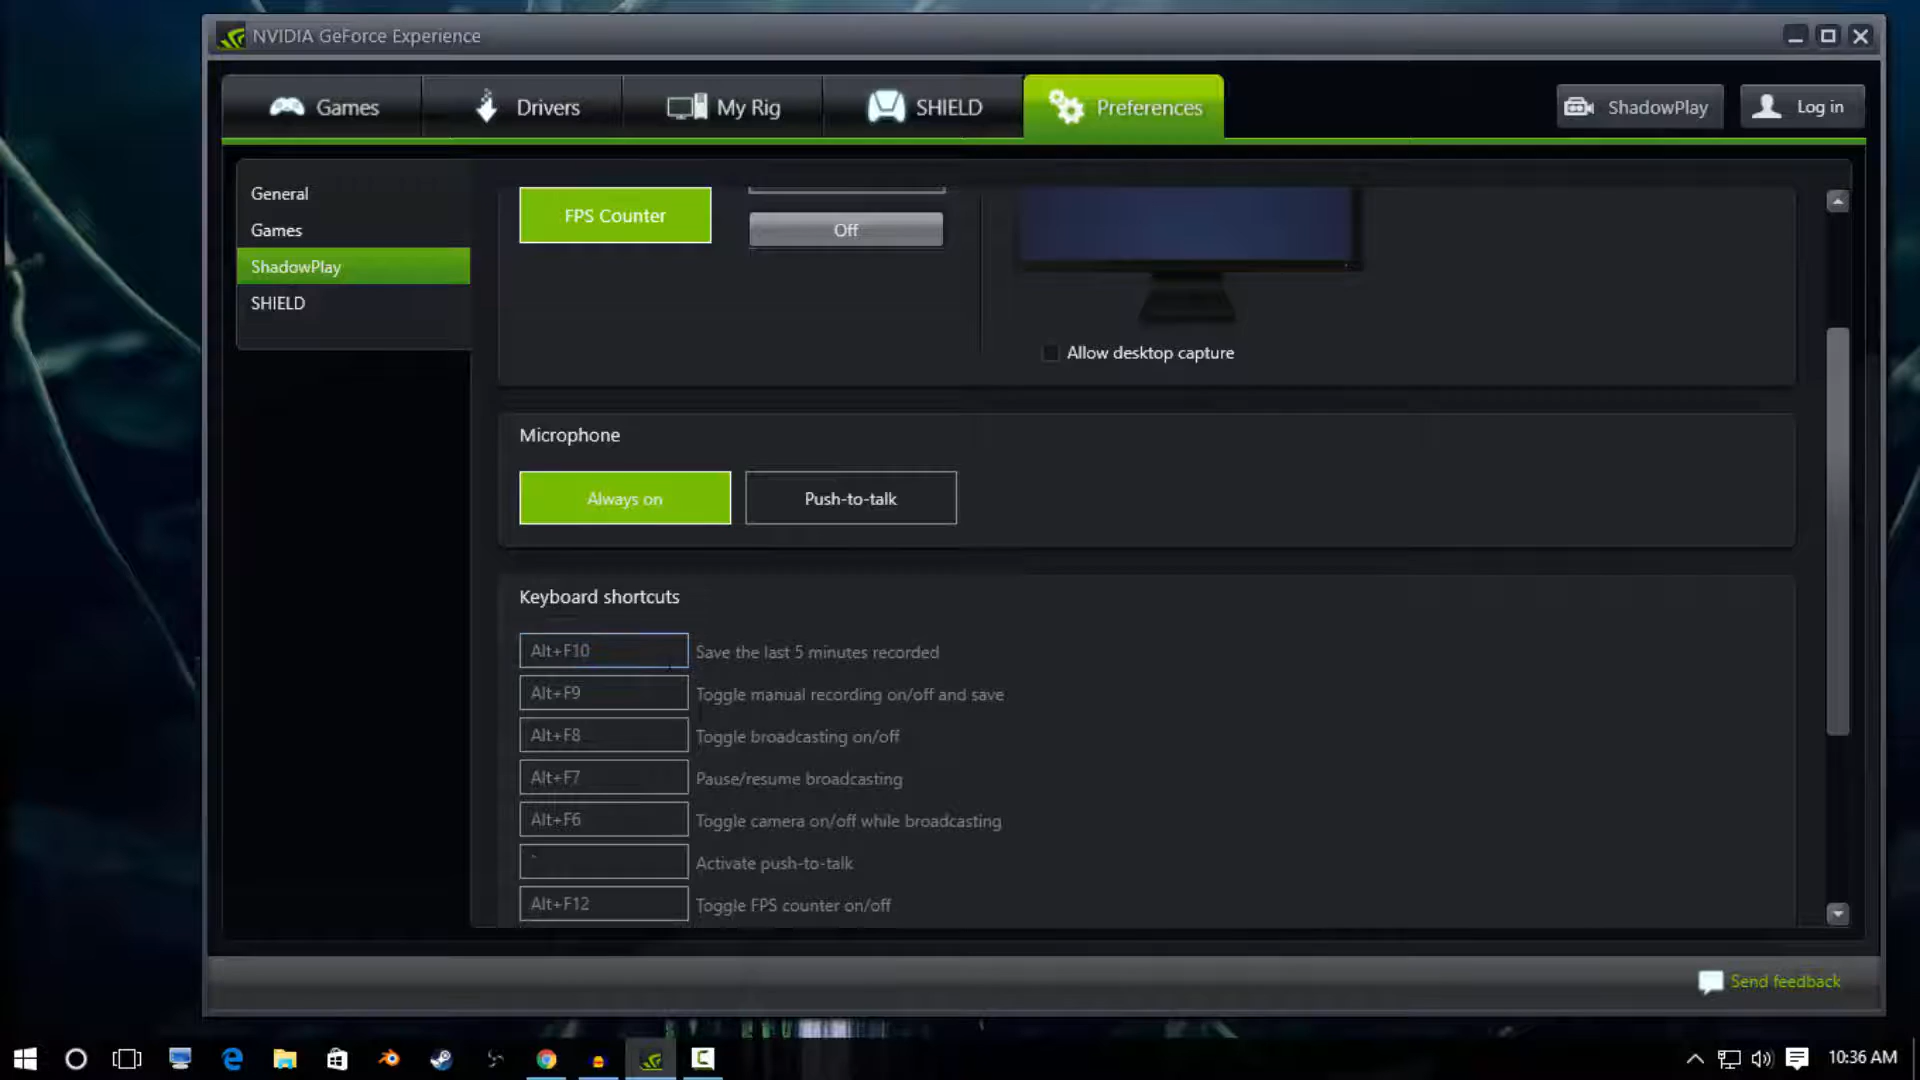 NVIDIA GeForce Experience
Games
Drivers
My Rig
SHIELD
Preferences
ShadowPlay
Log in
General
Games
ShadowPlay
SHIELD
FPS Counter
Off
Allow desktop capture
Microphone
Always on
Push-to-talk
Keyboard shortcuts
Alt+F10 Save the last 5 minutes recorded
Alt+F9 Toggle manual recording on/off and save
Alt+F8 Toggle broadcasting on/off
Alt+F7 Pause/resume broadcasting
Alt+F6 Toggle camera on/off while broadcasting
` Activate push-to-talk
Alt+F12 Toggle FPS counter on/off
Send feedback
10:36 AM